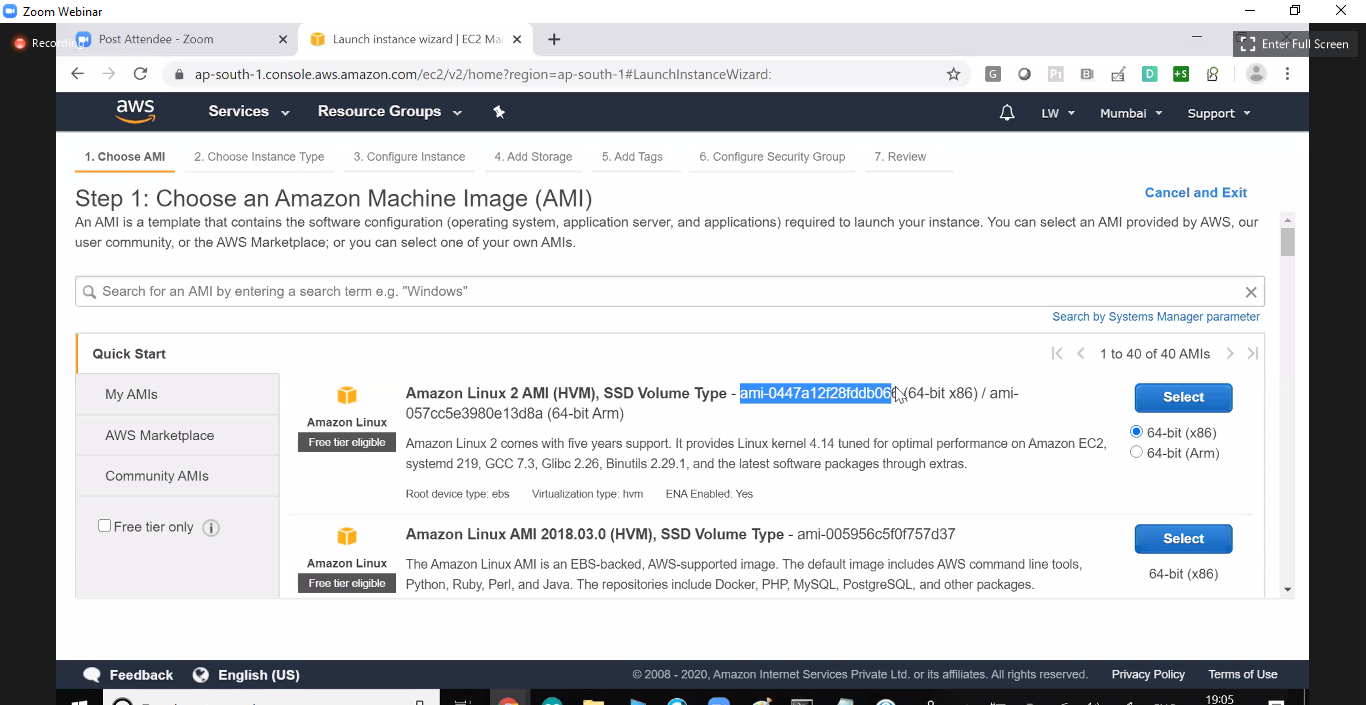 Zoom Webinar
Recording
Post Attendee - Zoom
Launch instance wizard | EC2 Ma
Enter Full Screen
ap-south-1.console.aws.amazon.com/ec2/v2/home?region=ap-south-1#LaunchInstanceWizard:
aws Services Resource Groups LW Mumbai Support
1. Choose AMI 2. Choose Instance Type 3. Configure Instance 4. Add Storage 5. Add Tags 6. Configure Security Group 7. Review
Step 1: Choose an Amazon Machine Image (AMI)
Cancel and Exit
An AMI is a template that contains the software configuration (operating system, application server, and applications) required to launch your instance. You can select an AMI provided by AWS, our
user community, or the AWS Marketplace; or you can select one of your own AMIs.
Search for an AMI by entering a search term e.g. "Windows"
Search by Systems Manager parameter
Quick Start
1 to 40 of 40 AMIs
My AMIs
AWS Marketplace
Community AMIs
Free tier only
Amazon Linux
Free tier eligible
Amazon Linux 2 AMI (HVM), SSD Volume Type - ami-0447a12f28fddb066 (64-bit x86) / ami-
057cc5e3980e13d8a (64-bit Arm)
Amazon Linux 2 comes with five years support. It provides Linux kernel 4.14 tuned for optimal performance on Amazon EC2,
systemd 219, GCC 7.3, Glibc 2.26, Binutils 2.29.1, and the latest software packages through extras.
Root device type: ebs Virtualization type: hvm ENA Enabled: Yes
Select
64-bit (x86)
64-bit (Arm)
Amazon Linux
Free tier eligible
Amazon Linux AMI 2018.03.0 (HVM), SSD Volume Type - ami-005956c5f0f757d37
The Amazon Linux AMI is an EBS-backed, AWS-supported image. The default image includes AWS command line tools,
Python, Ruby, Perl, and Java. The repositories include Docker, PHP, MySQL, PostgreSQL, and other packages.
Select
64-bit (x86)
Feedback English (US)
© 2008 - 2020, Amazon Internet Services Private Ltd. or its affiliates. All rights reserved. Privacy Policy Terms of Use
19:05